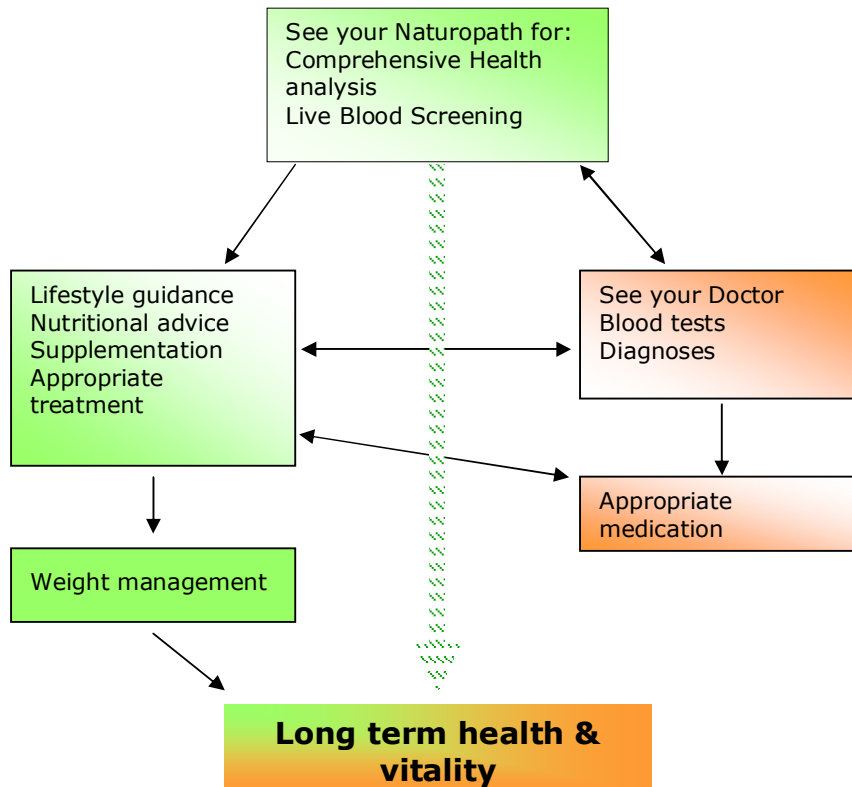 See your Naturopath for:
Comprehensive Health
analysis
Live Blood Screening
Lifestyle guidance
Nutritional advice
Supplementation
Appropriate
treatment
See your Doctor
Blood tests
Diagnoses
Appropriate
medication
Weight management
Long term health &
vitality